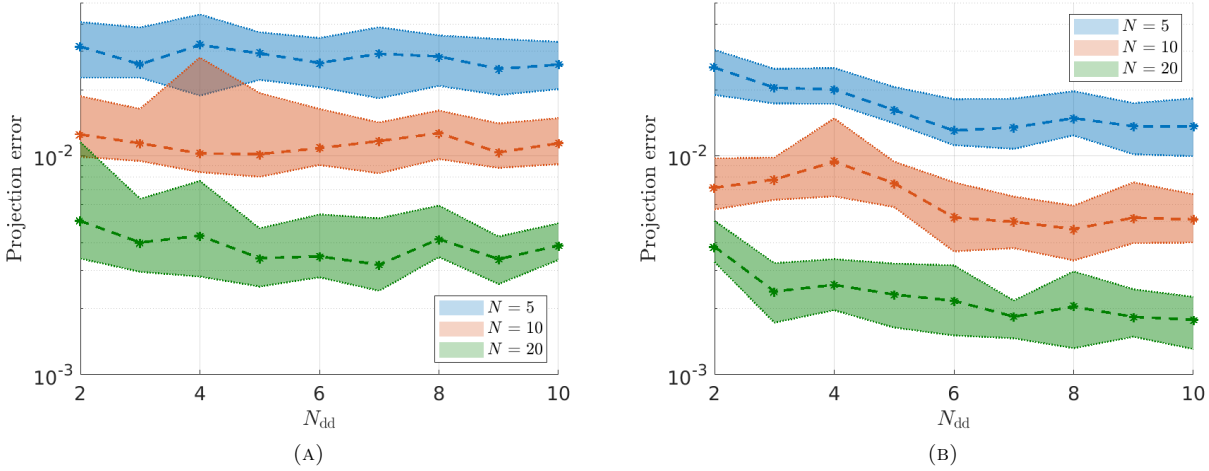 Projection error
10⁻²
10⁻³
2 4 6 8 10
N_dd
N = 5
N = 10
N = 20
(A)
Projection error
10⁻²
10⁻³
2 4 6 8 10
N_dd
N = 5
N = 10
N = 20
(B)